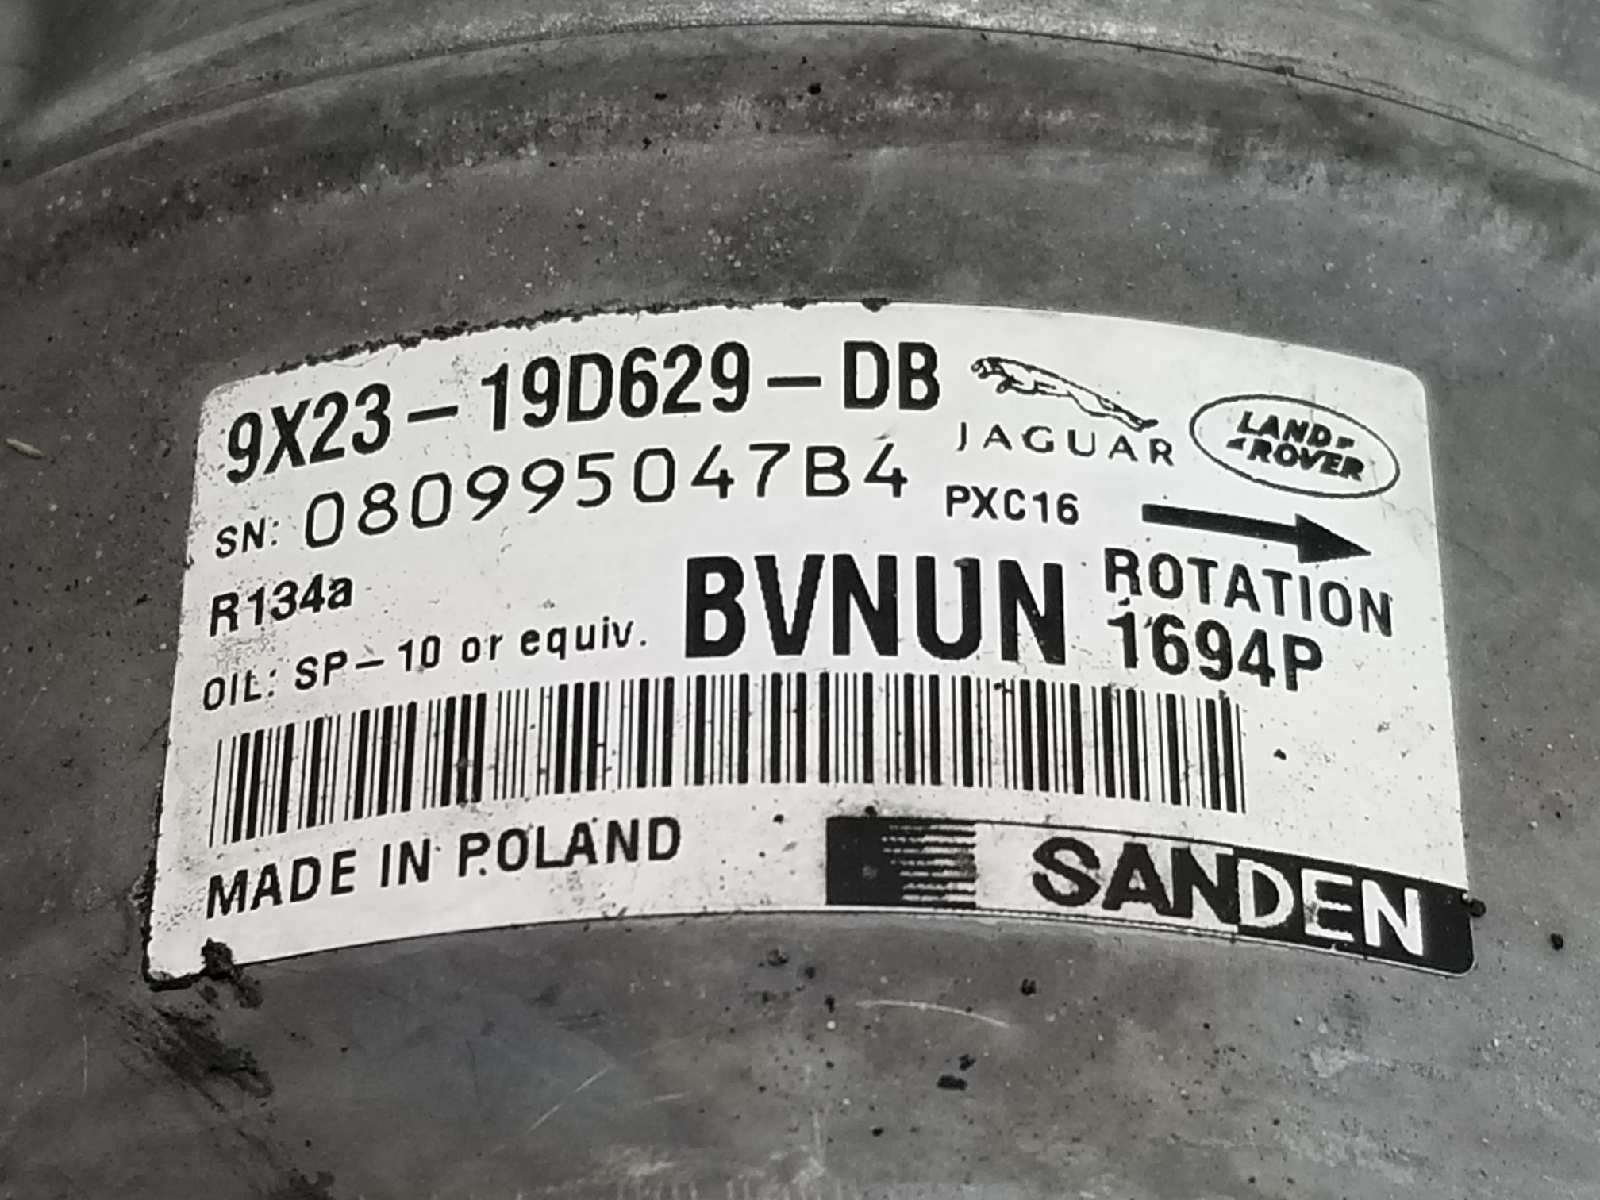 9X23-19D629-DB
JAGUAR
LAND-
-ROVER
SN: 080995047B4
PXC16
R134a
BVNUN
ROTATION
OIL: SP-10 or equiv.
1694P
MADE IN POLAND
SANDEN